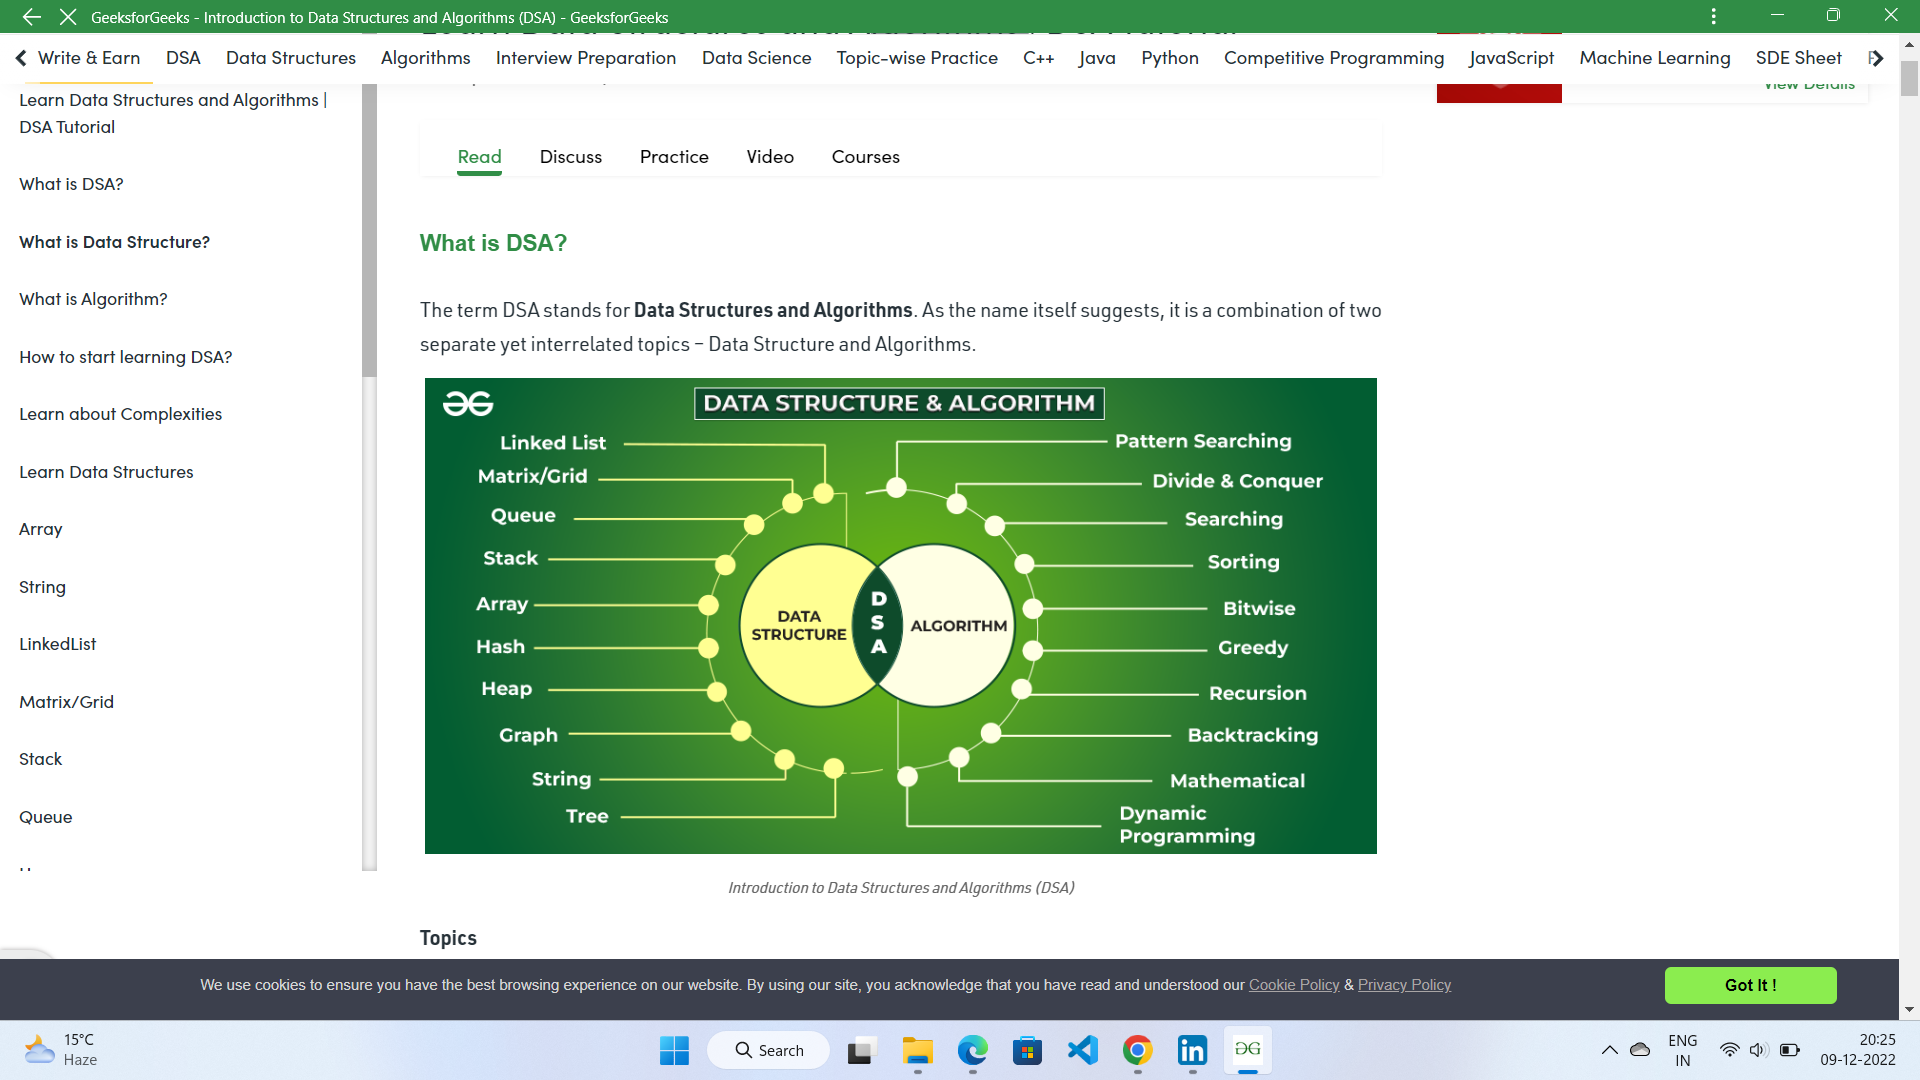 GeeksforGeeks - Introduction to Data Structures and Algorithms (DSA) - GeeksforGeeks
Write & Earn
DSA
Data Structures
Algorithms
Interview Preparation
Data Science
Topic-wise Practice
C++
Java
Python
Competitive Programming
JavaScript
Machine Learning
SDE Sheet
View Details
Learn Data Structures and Algorithms |
DSA Tutorial
What is DSA?
What is Data Structure?
What is Algorithm?
How to start learning DSA?
Learn about Complexities
Learn Data Structures
Array
String
LinkedList
Matrix/Grid
Stack
Queue
Read
Discuss
Practice
Video
Courses
What is DSA?
The term DSA stands for Data Structures and Algorithms. As the name itself suggests, it is a combination of two
separate yet interrelated topics – Data Structure and Algorithms.
DATA STRUCTURE & ALGORITHM
Linked List
Matrix/Grid
Queue
Stack
Array
Hash
Heap
Graph
String
Tree
DATA
STRUCTURE
D
S
A
ALGORITHM
Pattern Searching
Divide & Conquer
Searching
Sorting
Bitwise
Greedy
Recursion
Backtracking
Mathematical
Dynamic
Programming
Introduction to Data Structures and Algorithms (DSA)
Topics
We use cookies to ensure you have the best browsing experience on our website. By using our site, you acknowledge that you have read and understood our Cookie Policy & Privacy Policy
Got It !
15°C
Haze
Search
ENG
IN
20:25
09-12-2022